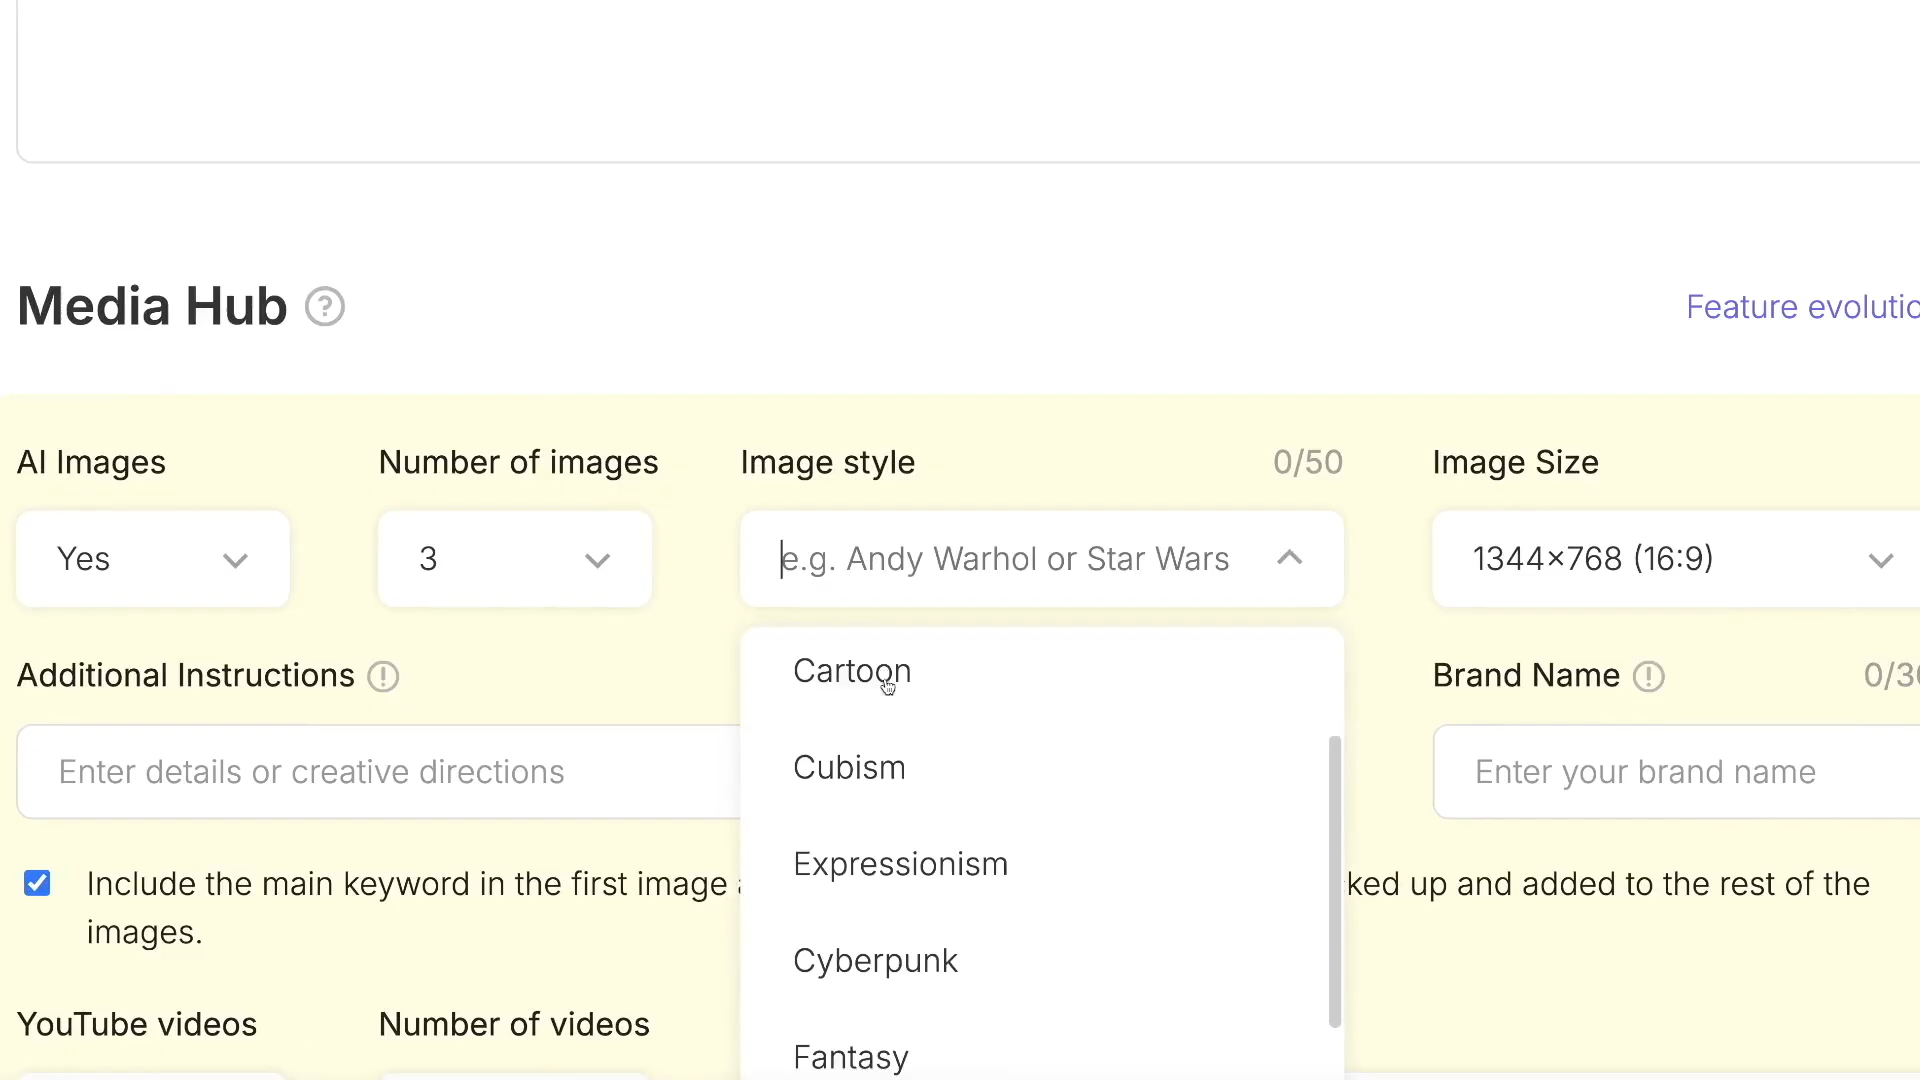 Media Hub ?
Feature evolutio
AI Images
Number of images
Image style
0/50
Image Size
Yes
3
e.g. Andy Warhol or Star Wars
1344×768 (16:9)
Cartoon
Cubism
Expressionism
Cyberpunk
Fantasy
Additional Instructions !
Brand Name !
0/30
Enter details or creative directions
Enter your brand name
Include the main keyword in the first image
ked up and added to the rest of the
images.
YouTube videos
Number of videos